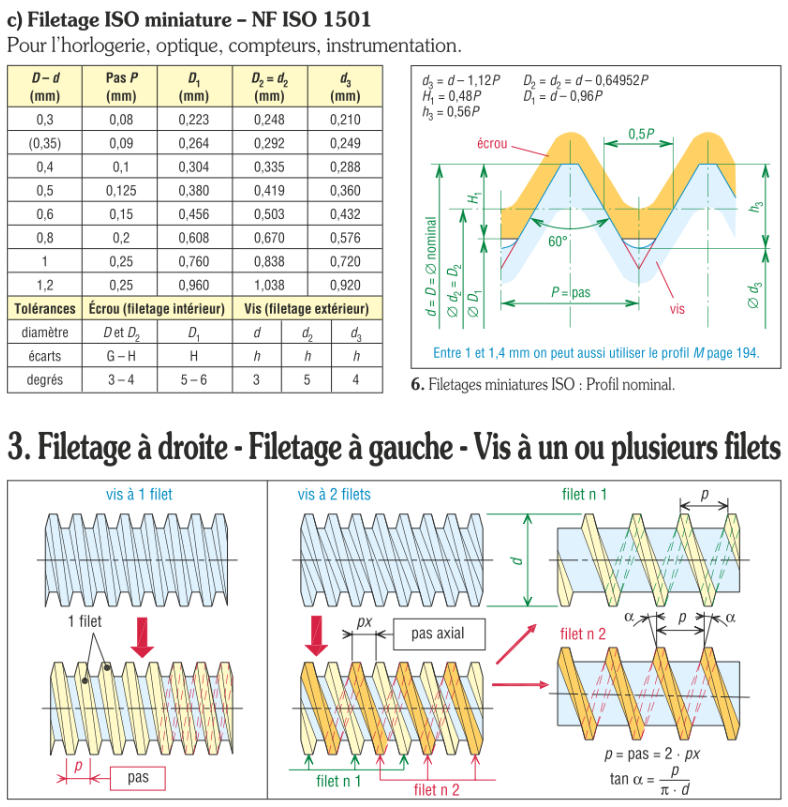 c) Filetage ISO miniature – NF ISO 1501
Pour l'horlogerie, optique, compteurs, instrumentation.
D – d Pas P D₁ D₂ = d₂ d₃
(mm) (mm) (mm) (mm) (mm)
0,3 0,08 0,223 0,248 0,210
(0,35) 0,09 0,264 0,292 0,249
0,4 0,1 0,304 0,335 0,288
0,5 0,125 0,380 0,419 0,360
0,6 0,15 0,456 0,503 0,432
0,8 0,2 0,608 0,670 0,576
1 0,25 0,760 0,838 0,720
1,2 0,25 0,960 1,038 0,920
Tolérances Écrou (filetage intérieur) Vis (filetage extérieur)
diamètre D et D₂ D₁ d d₂ d₃
écarts G – H H h h h
degrés 3 – 4 5 – 6 3 5 4
d₃ = d – 1,12P D₂ = d₂ = d – 0,64952P
H₁ = 0,48P D₁ = d – 0,96P
h₃ = 0,56P
écrou
0,5P
H₁
h₃
60°
d = D = Ø nominal
Ø d₂ = D₂
Ø D₁
P = pas
vis
Ø d₃
Entre 1 et 1,4 mm on peut aussi utiliser le profil M page 194.
6. Filetages miniatures ISO : Profil nominal.
3. Filetage à droite - Filetage à gauche - Vis à un ou plusieurs filets
vis à 1 filet
1 filet
p
pas
vis à 2 filets
px
pas axial
filet n 1
filet n 2
filet n 1
p
d
α p α
filet n 2
p = pas = 2 · px
tan α = p / π · d